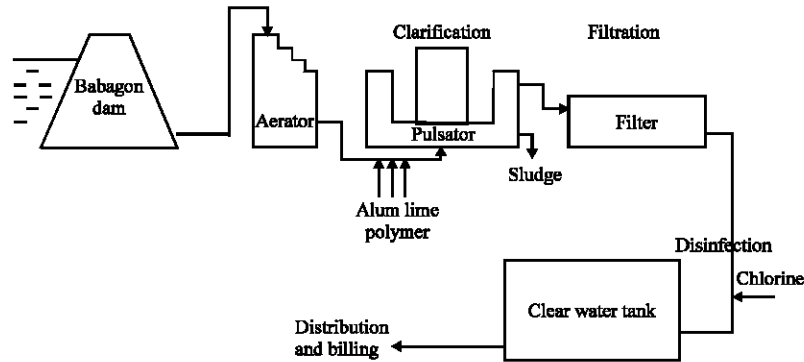 Clarification
Filtration
Babagon
dam
Aerator
Pulsator
Filter
Sludge
Alum lime
polymer
Disinfection
Chlorine
Clear water tank
Distribution
and billing